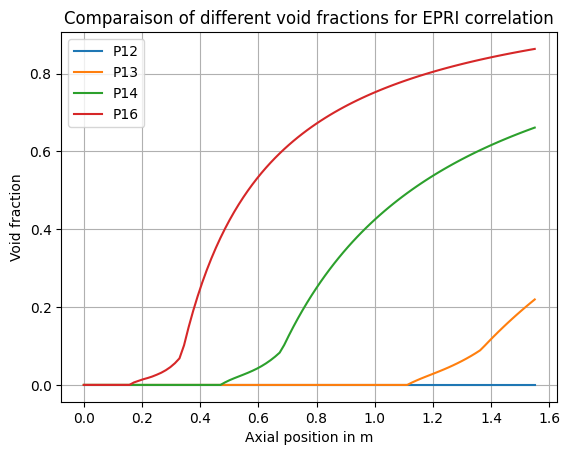 Comparaison of different void fractions for EPRI correlation
P12
P13
P14
P16
Void fraction
0.8
0.6
0.4
0.2
0.0
0.0 0.2 0.4 0.6 0.8 1.0 1.2 1.4 1.6
Axial position in m